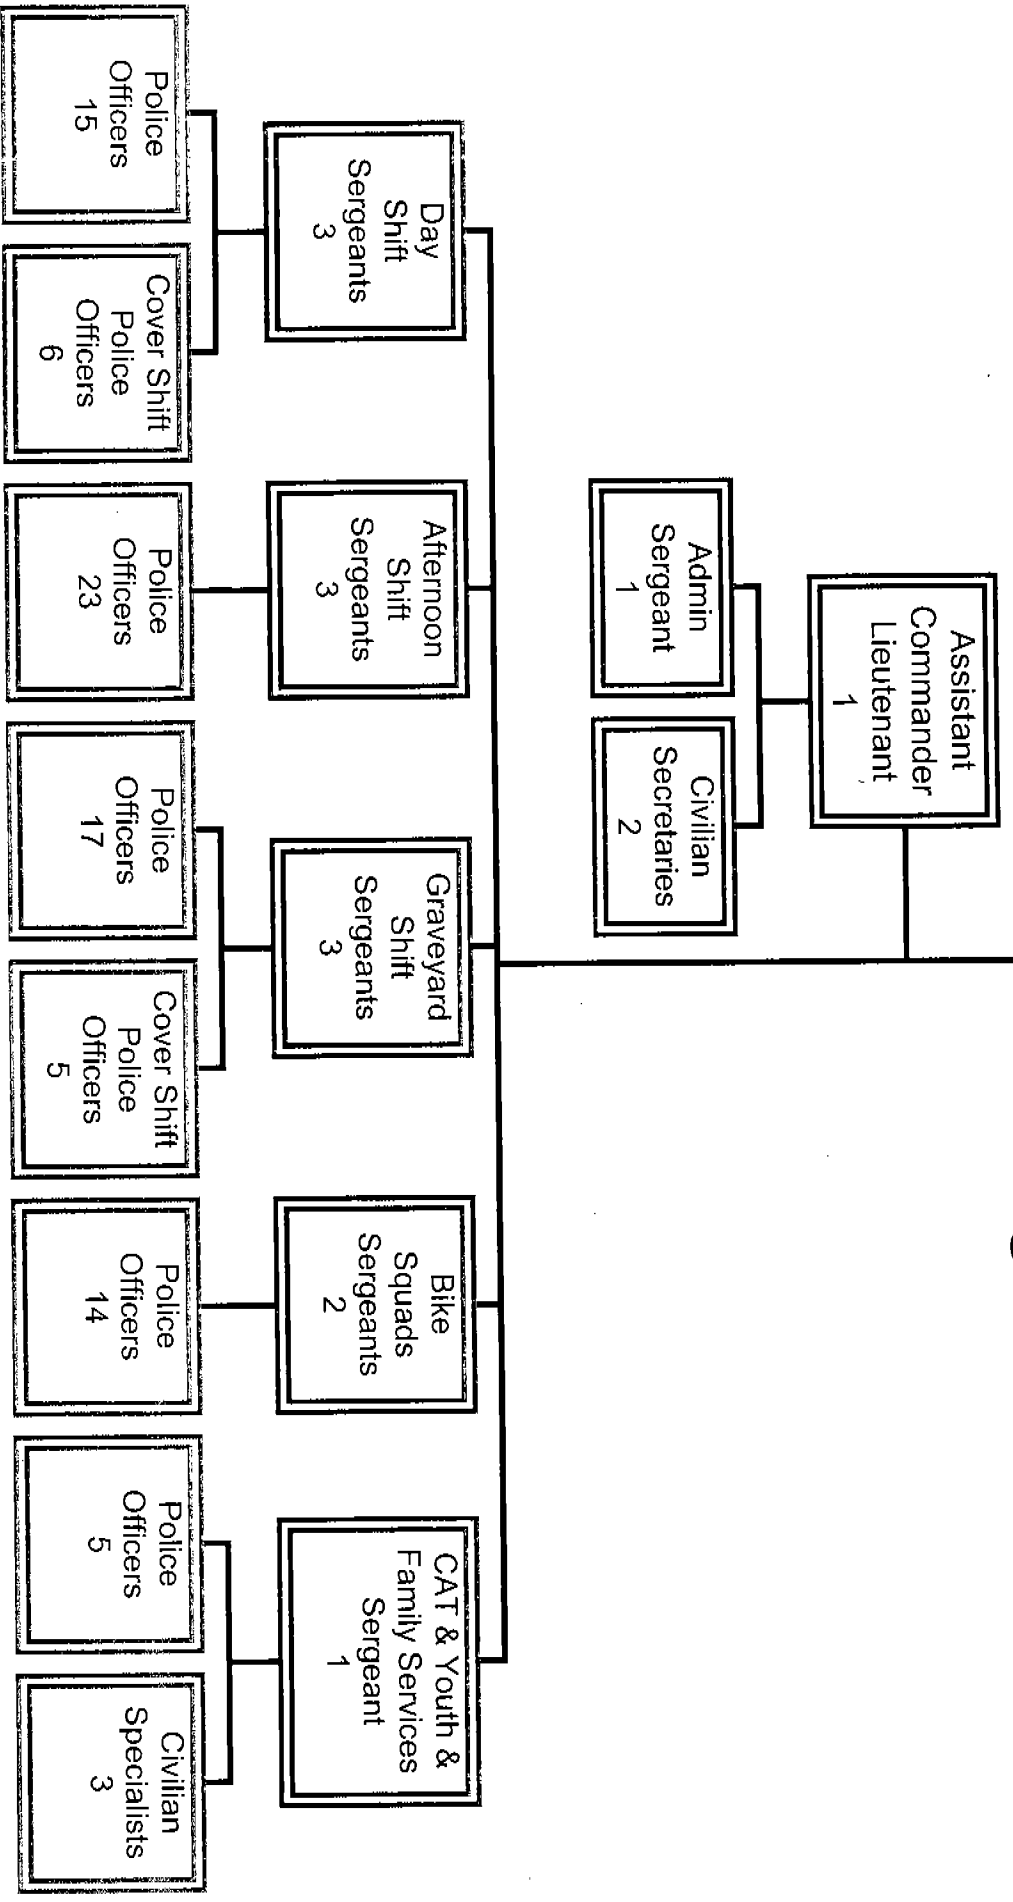 Assistant
Commander
Lieutenant
1
Admin
Sergeant
1
Civilian
Secretaries
2
Day
Shift
Sergeants
3
Afternoon
Shift
Sergeants
3
Graveyard
Shift
Sergeants
3
Bike
Squads
Sergeants
2
CAT & Youth &
Family Services
Sergeant
1
Police
Officers
15
Cover Shift
Police
Officers
6
Police
Officers
23
Police
Officers
17
Cover Shift
Police
Officers
5
Police
Officers
14
Police
Officers
5
Civilian
Specialists
3